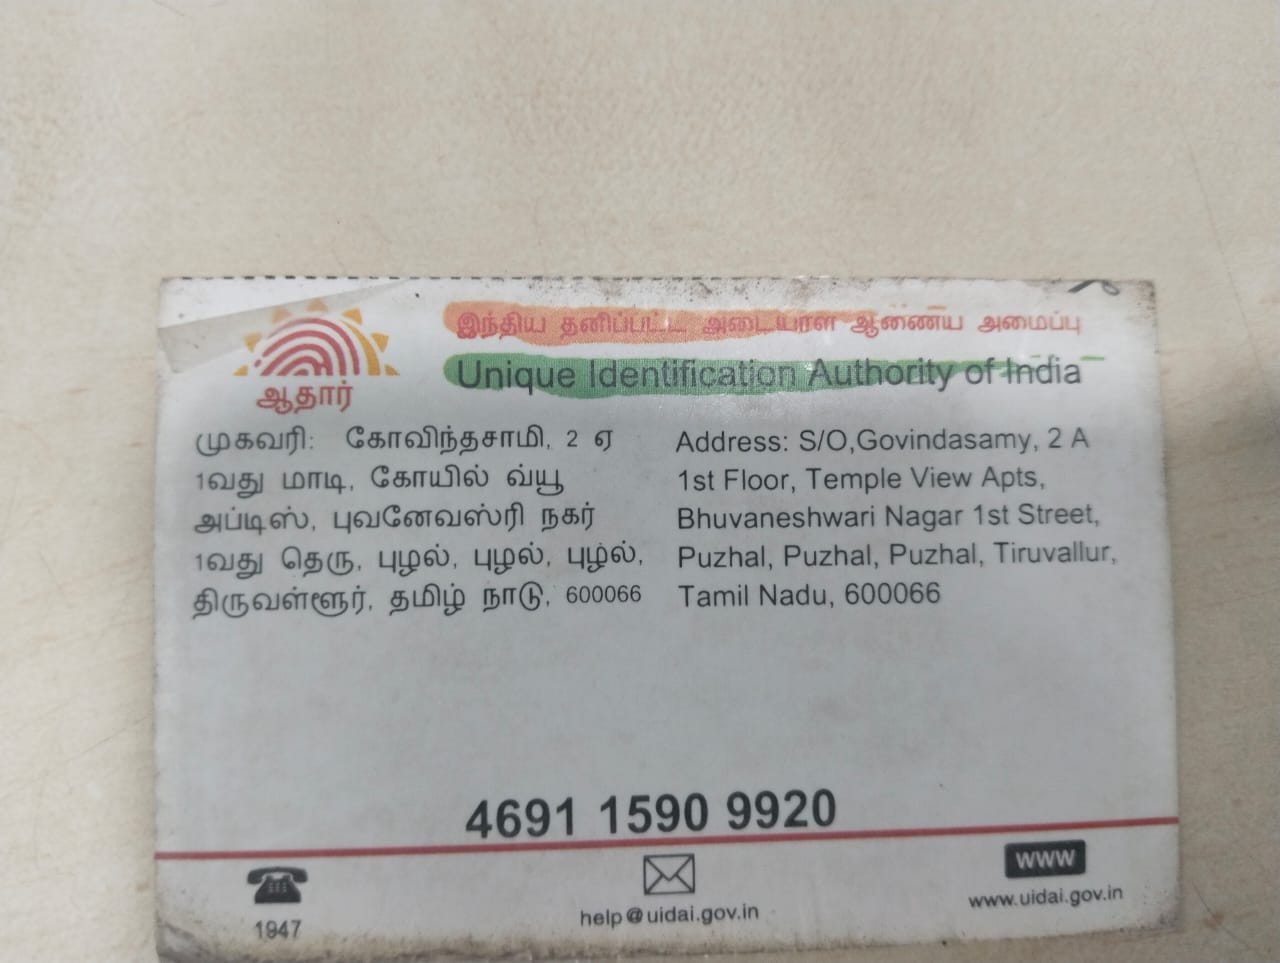 இந்திய தனிப்பட்ட அடையாள ஆணைய அமைப்பு
Unique Identification Authority of India
ஆதார்
முகவரி: கோவிந்தசாமி, 2 ஏ
1வது மாடி, கோயில் வ்யூ
அப்டிஸ், புவனேவஸ்ரி நகர்
1வது தெரு, புழல், புழல், புழல்,
திருவள்ளூர், தமிழ் நாடு, 600066
Address: S/O,Govindasamy, 2 A
1st Floor, Temple View Apts,
Bhuvaneshwari Nagar 1st Street,
Puzhal, Puzhal, Puzhal, Tiruvallur,
Tamil Nadu, 600066
4691 1590 9920
1947
help@uidai.gov.in
WWW
www.uidai.gov.in